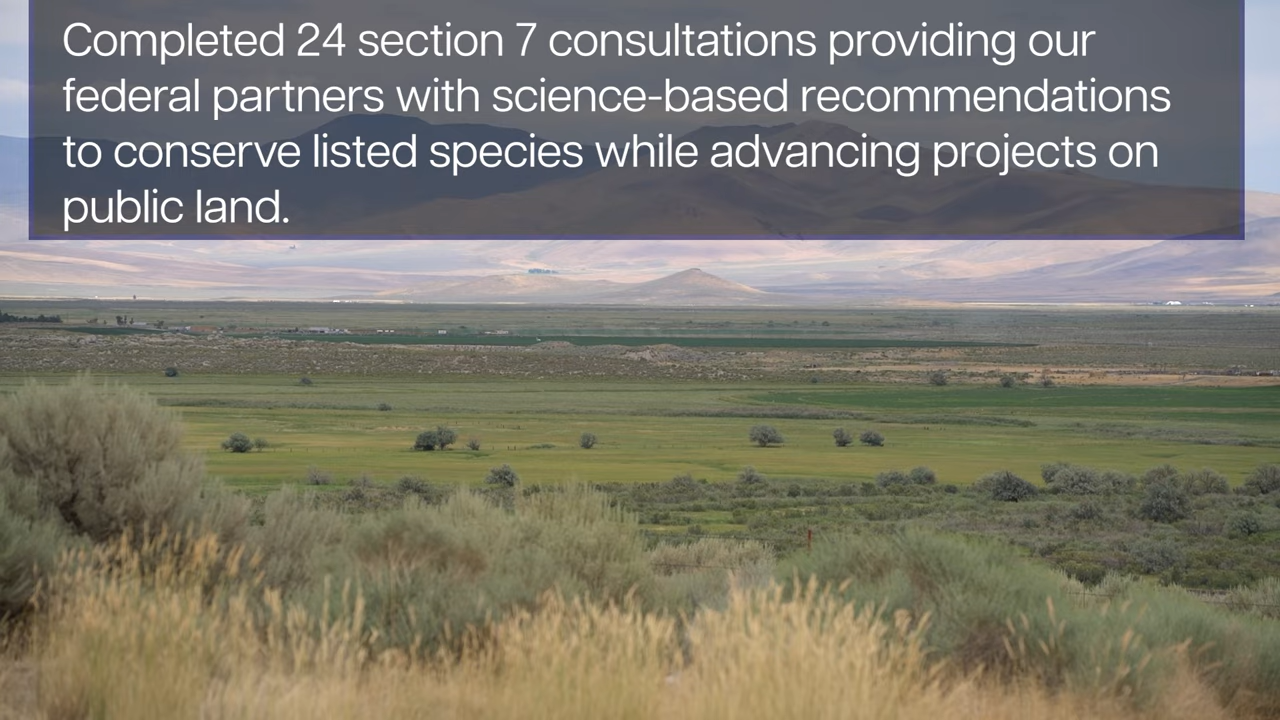 Completed 24 section 7 consultations providing our
federal partners with science-based recommendations
to conserve listed species while advancing projects on
public land.